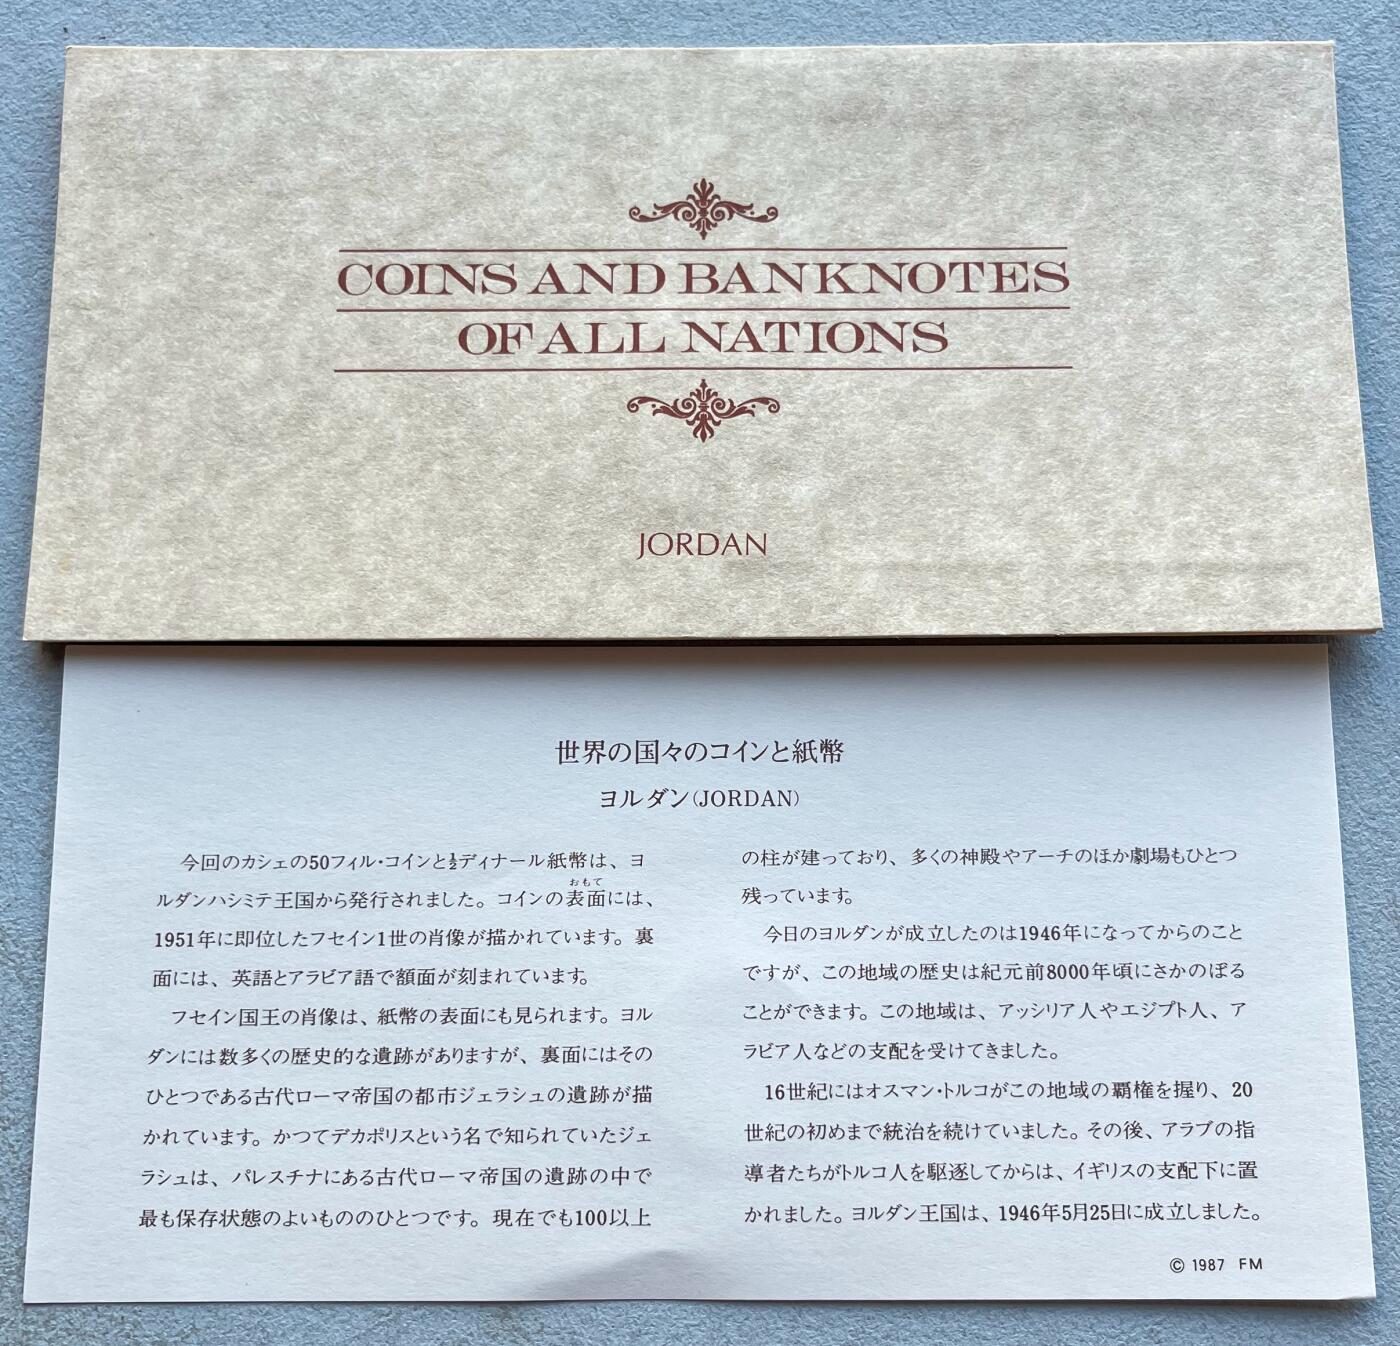 COINS AND BANKNOTES
OF ALL NATIONS
JORDAN
世界の国々のコインと紙幣
ヨルダン(JORDAN)
今回のカシェの50フィル・コインと½ディナール紙幣は、ヨ
おもて
ルダンハシミテ王国から発行されました。コインの表面には、
1951年に即位したフセイン1世の肖像が描かれています。裏
面には、英語とアラビア語で額面が刻まれています。
フセイン国王の肖像は、紙幣の表面にも見られます。ヨル
ダンには数多くの歴史的な遺跡がありますが、裏面にはその
ひとつである古代ローマ帝国の都市ジェラシュの遺跡が描
かれています。かつてデカポリスという名で知られていたジェ
ラシュは、パレスチナにある古代ローマ帝国の遺跡の中で
最も保存状態のよいもののひとつです。現在でも100以上
の柱が建っており、多くの神殿やアーチのほか劇場もひとつ
残っています。
今日のヨルダンが成立したのは1946年になってからのこと
ですが、この地域の歴史は紀元前8000年頃にさかのぼる
ことができます。この地域は、アッシリア人やエジプト人、ア
ラビア人などの支配を受けてきました。
16世紀にはオスマン・トルコがこの地域の覇権を握り、20
世紀の初めまで統治を続けていました。その後、アラブの指
導者たちがトルコ人を駆逐してからは、イギリスの支配下に置
かれました。ヨルダン王国は、1946年5月25日に成立しました。
© 1987 FM